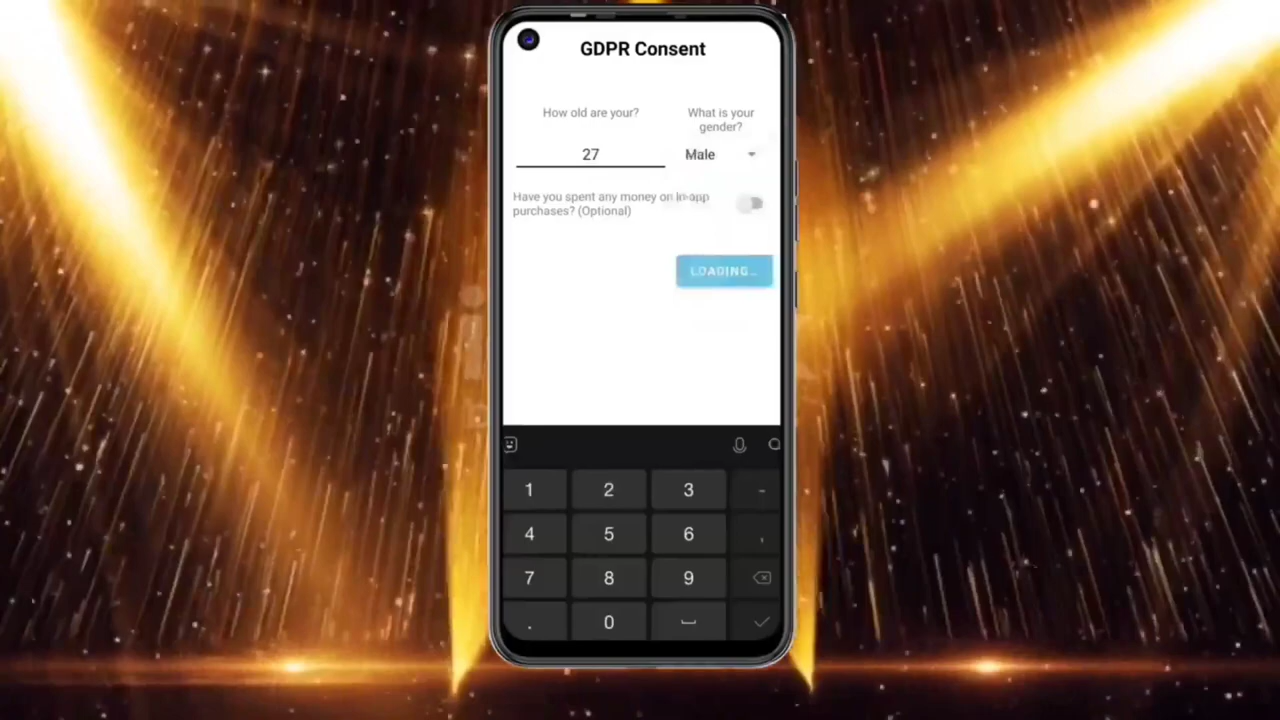 GDPR Consent
How old are your?
What is your
gender?
27
Male
Have you spent any money on In-app
purchases? (Optional)
LOADING...
1 2 3 -
4 5 6 ,
7 8 9
. 0